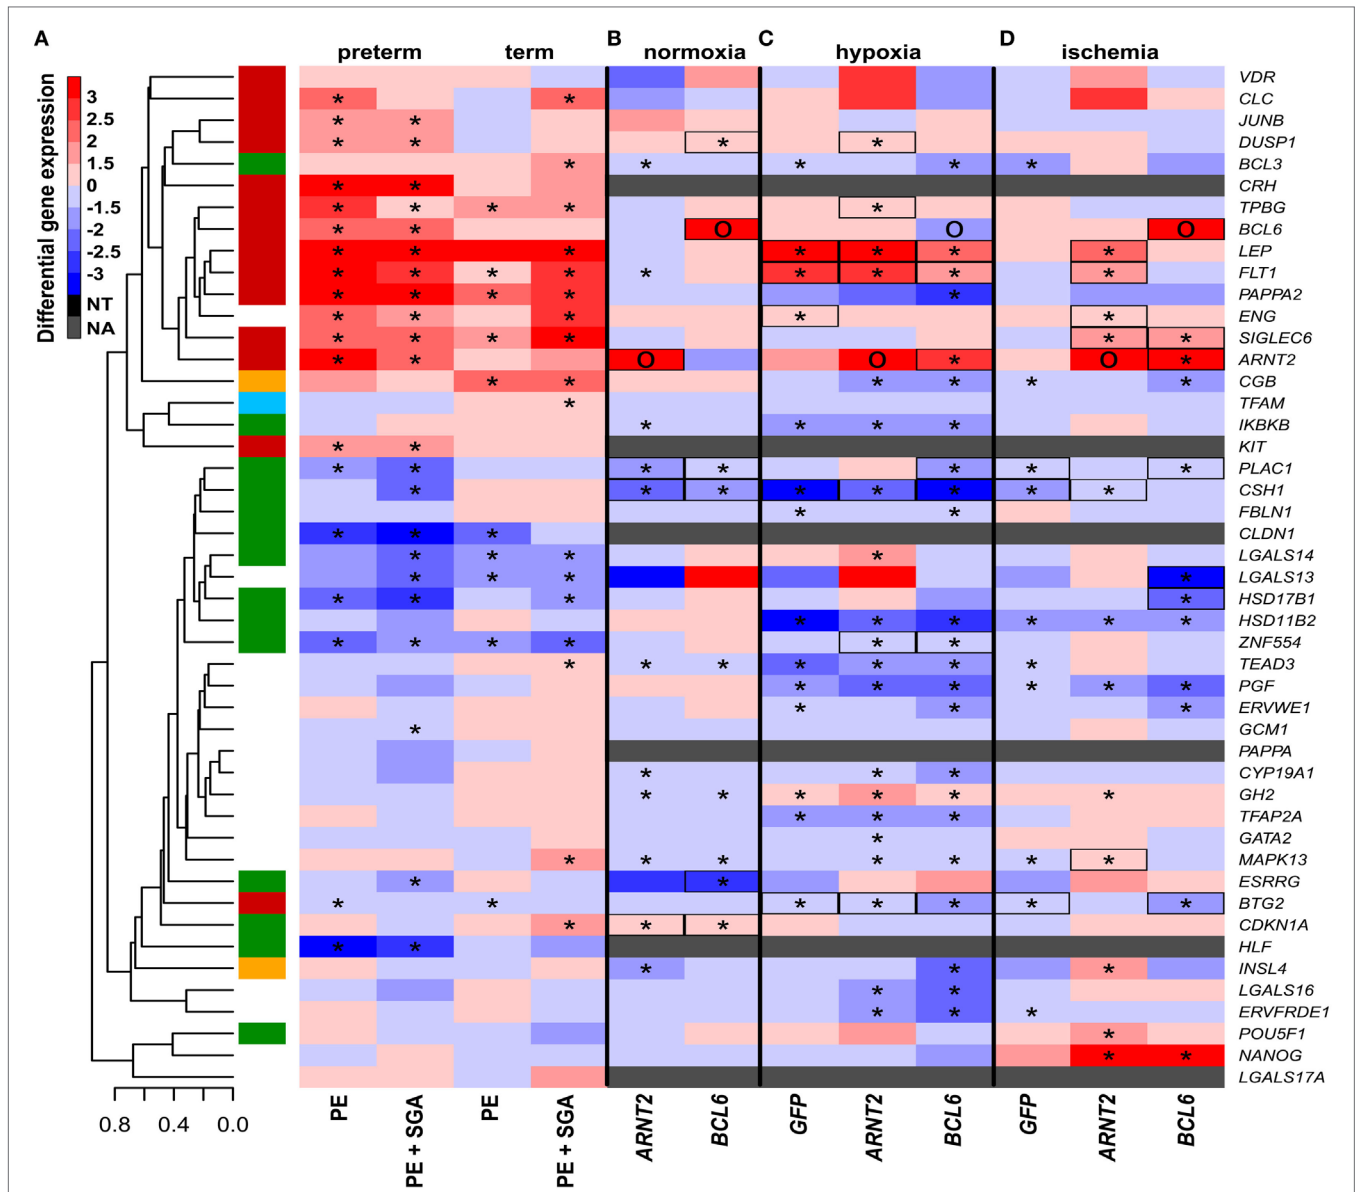 A
B
C
D
preterm
term
normoxia
hypoxia
ischemia
Differential gene expression
3
2.5
2
1.5
0
-1.5
-2
-2.5
-3
NT
NA
VDR
* * CLC
* * JUNB
* * * * DUSP1
* * * * * BCL3
* * CRH
* * * * * TPBG
* * O O O BCL6
* * * * * * * LEP
* * * * * * * * * FLT1
* * * * * PAPPA2
* * * * * ENG
* * * * * * SIGLEC6
* * O O * O * ARNT2
* * * * * * CGB
* TFAM
* * * * IKBKB
* * KIT
* * * * * * * PLAC1
* * * * * * * * CSH1
* * FBLN1
* * * CLDN1
* * * * LGALS14
* * * * LGALS13
* * * * HSD17B1
* * * * * * HSD11B2
* * * * * * ZNF554
* * * * * * * TEAD3
* * * * * * PGF
* * * ERVWE1
* GCM1
PAPPA
* * * CYP19A1
* * * * * * GH2
* * * TFAP2A
* GATA2
* * * * * * * MAPK13
* * ESRRG
* * * * * * * BTG2
* * * CDKN1A
* * HLF
* * * INSL4
* * LGALS16
* * * ERVFRDE1
* POU5F1
* * NANOG
LGALS17A
0.8 0.4 0.0
PE
PE + SGA
PE
PE + SGA
ARNT2
BCL6
GFP
ARNT2
BCL6
GFP
ARNT2
BCL6